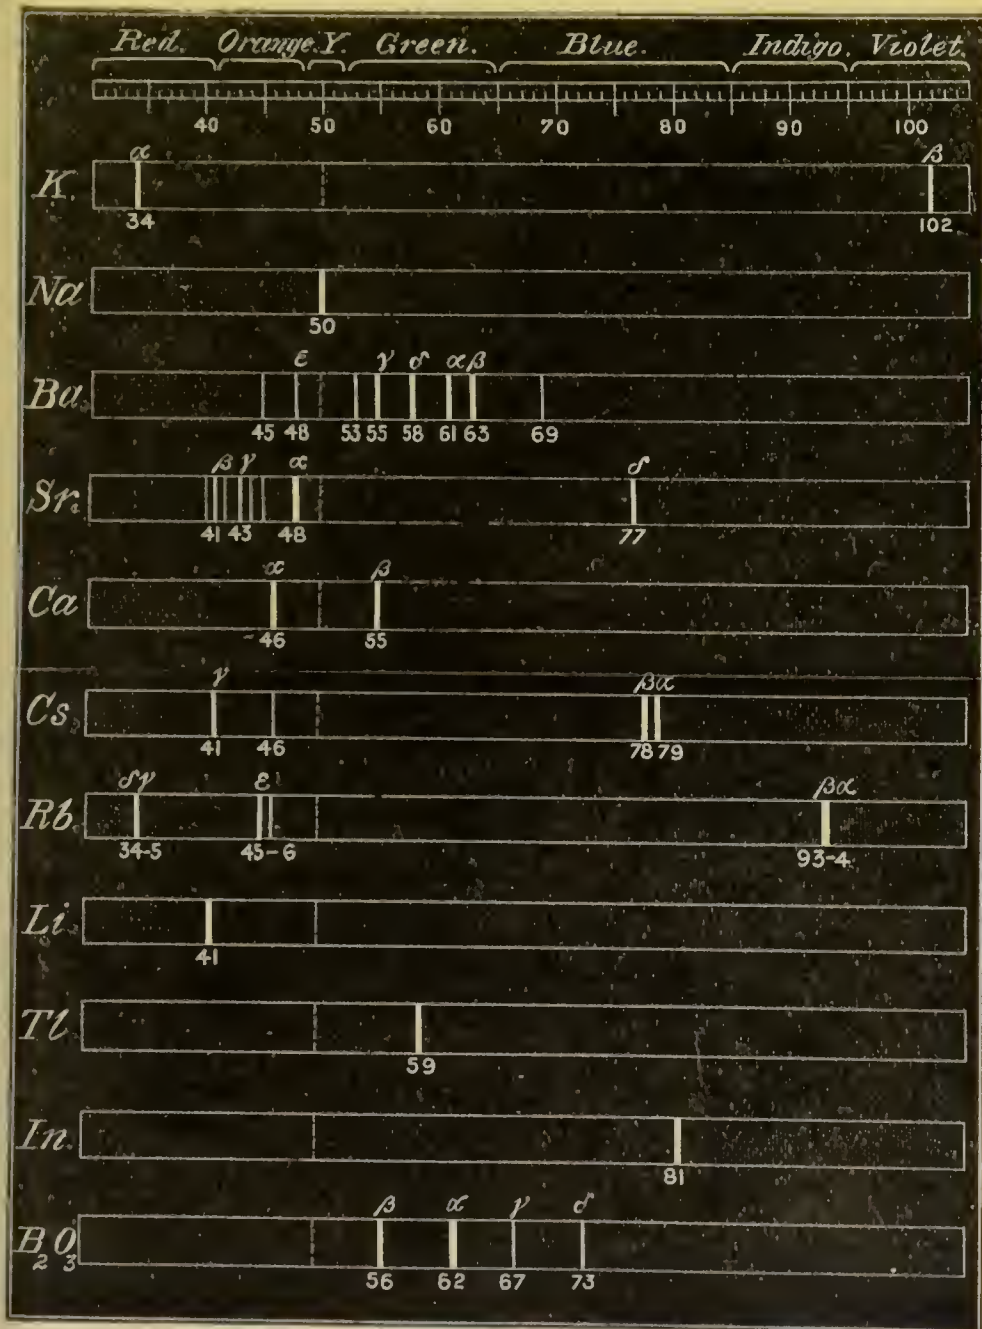 Red. Orange. Y. Green. Blue. Indigo. Violet.
40 50 60 70 80 90 100
α β
K.
34 102
Na
50
ε γ δ α β
Ba
45 48 53 55 58 61 63 69
β γ α δ
Sr.
41 43 48 77
α β
Ca
46 55
γ β α
Cs
41 46 78 79
δ γ ε β α
Rb.
34-5 45-6 93-4
Li
41
Tl
59
In.
81
β α γ δ
B2O3
56 62 67 73